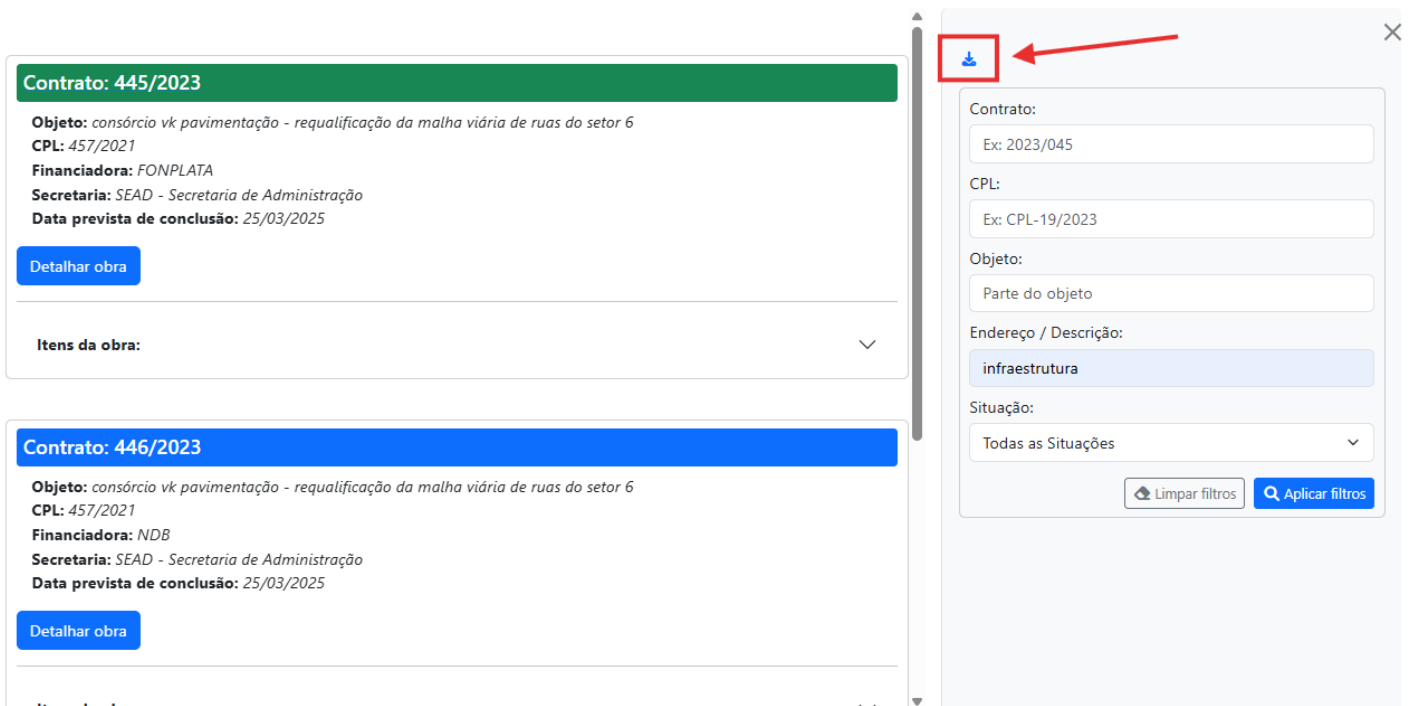 Contrato: 445/2023
Objeto: consórcio vk pavimentação - requalificação da malha viária de ruas do setor 6
CPL: 457/2021
Financiadora: FONPLATA
Secretaria: SEAD - Secretaria de Administração
Data prevista de conclusão: 25/03/2025
Detalhar obra
Itens da obra:
Contrato: 446/2023
Objeto: consórcio vk pavimentação - requalificação da malha viária de ruas do setor 6
CPL: 457/2021
Financiadora: NDB
Secretaria: SEAD - Secretaria de Administração
Data prevista de conclusão: 25/03/2025
Detalhar obra
Contrato:
Ex: 2023/045
CPL:
Ex: CPL-19/2023
Objeto:
Parte do objeto
Endereço / Descrição:
infraestrutura
Situação:
Todas as Situações
Limpar filtros
Aplicar filtros